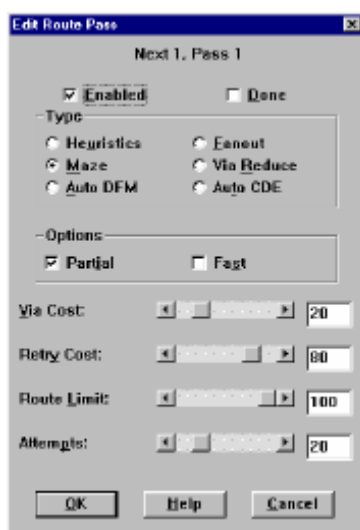 Edit Route Pass
Next 1, Pass 1
Enabled Done
Type
Heuristics Fanout
Maze Via Reduce
Auto DFM Auto CDE
Options
Partial Fast
Via Cost: 20
Retry Cost: 80
Route Limit: 100
Attempts: 20
OK Help Cancel